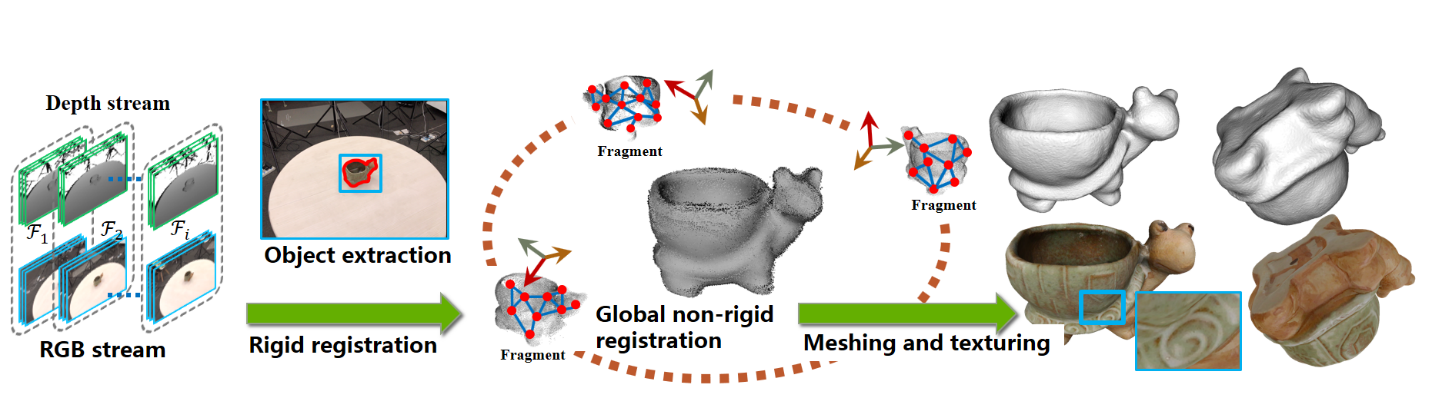 Depth stream
ℱ1
ℱ2
ℱi
RGB stream
Object extraction
Rigid registration
Fragment
Fragment
Fragment
Global non-rigid
registration
Meshing and texturing